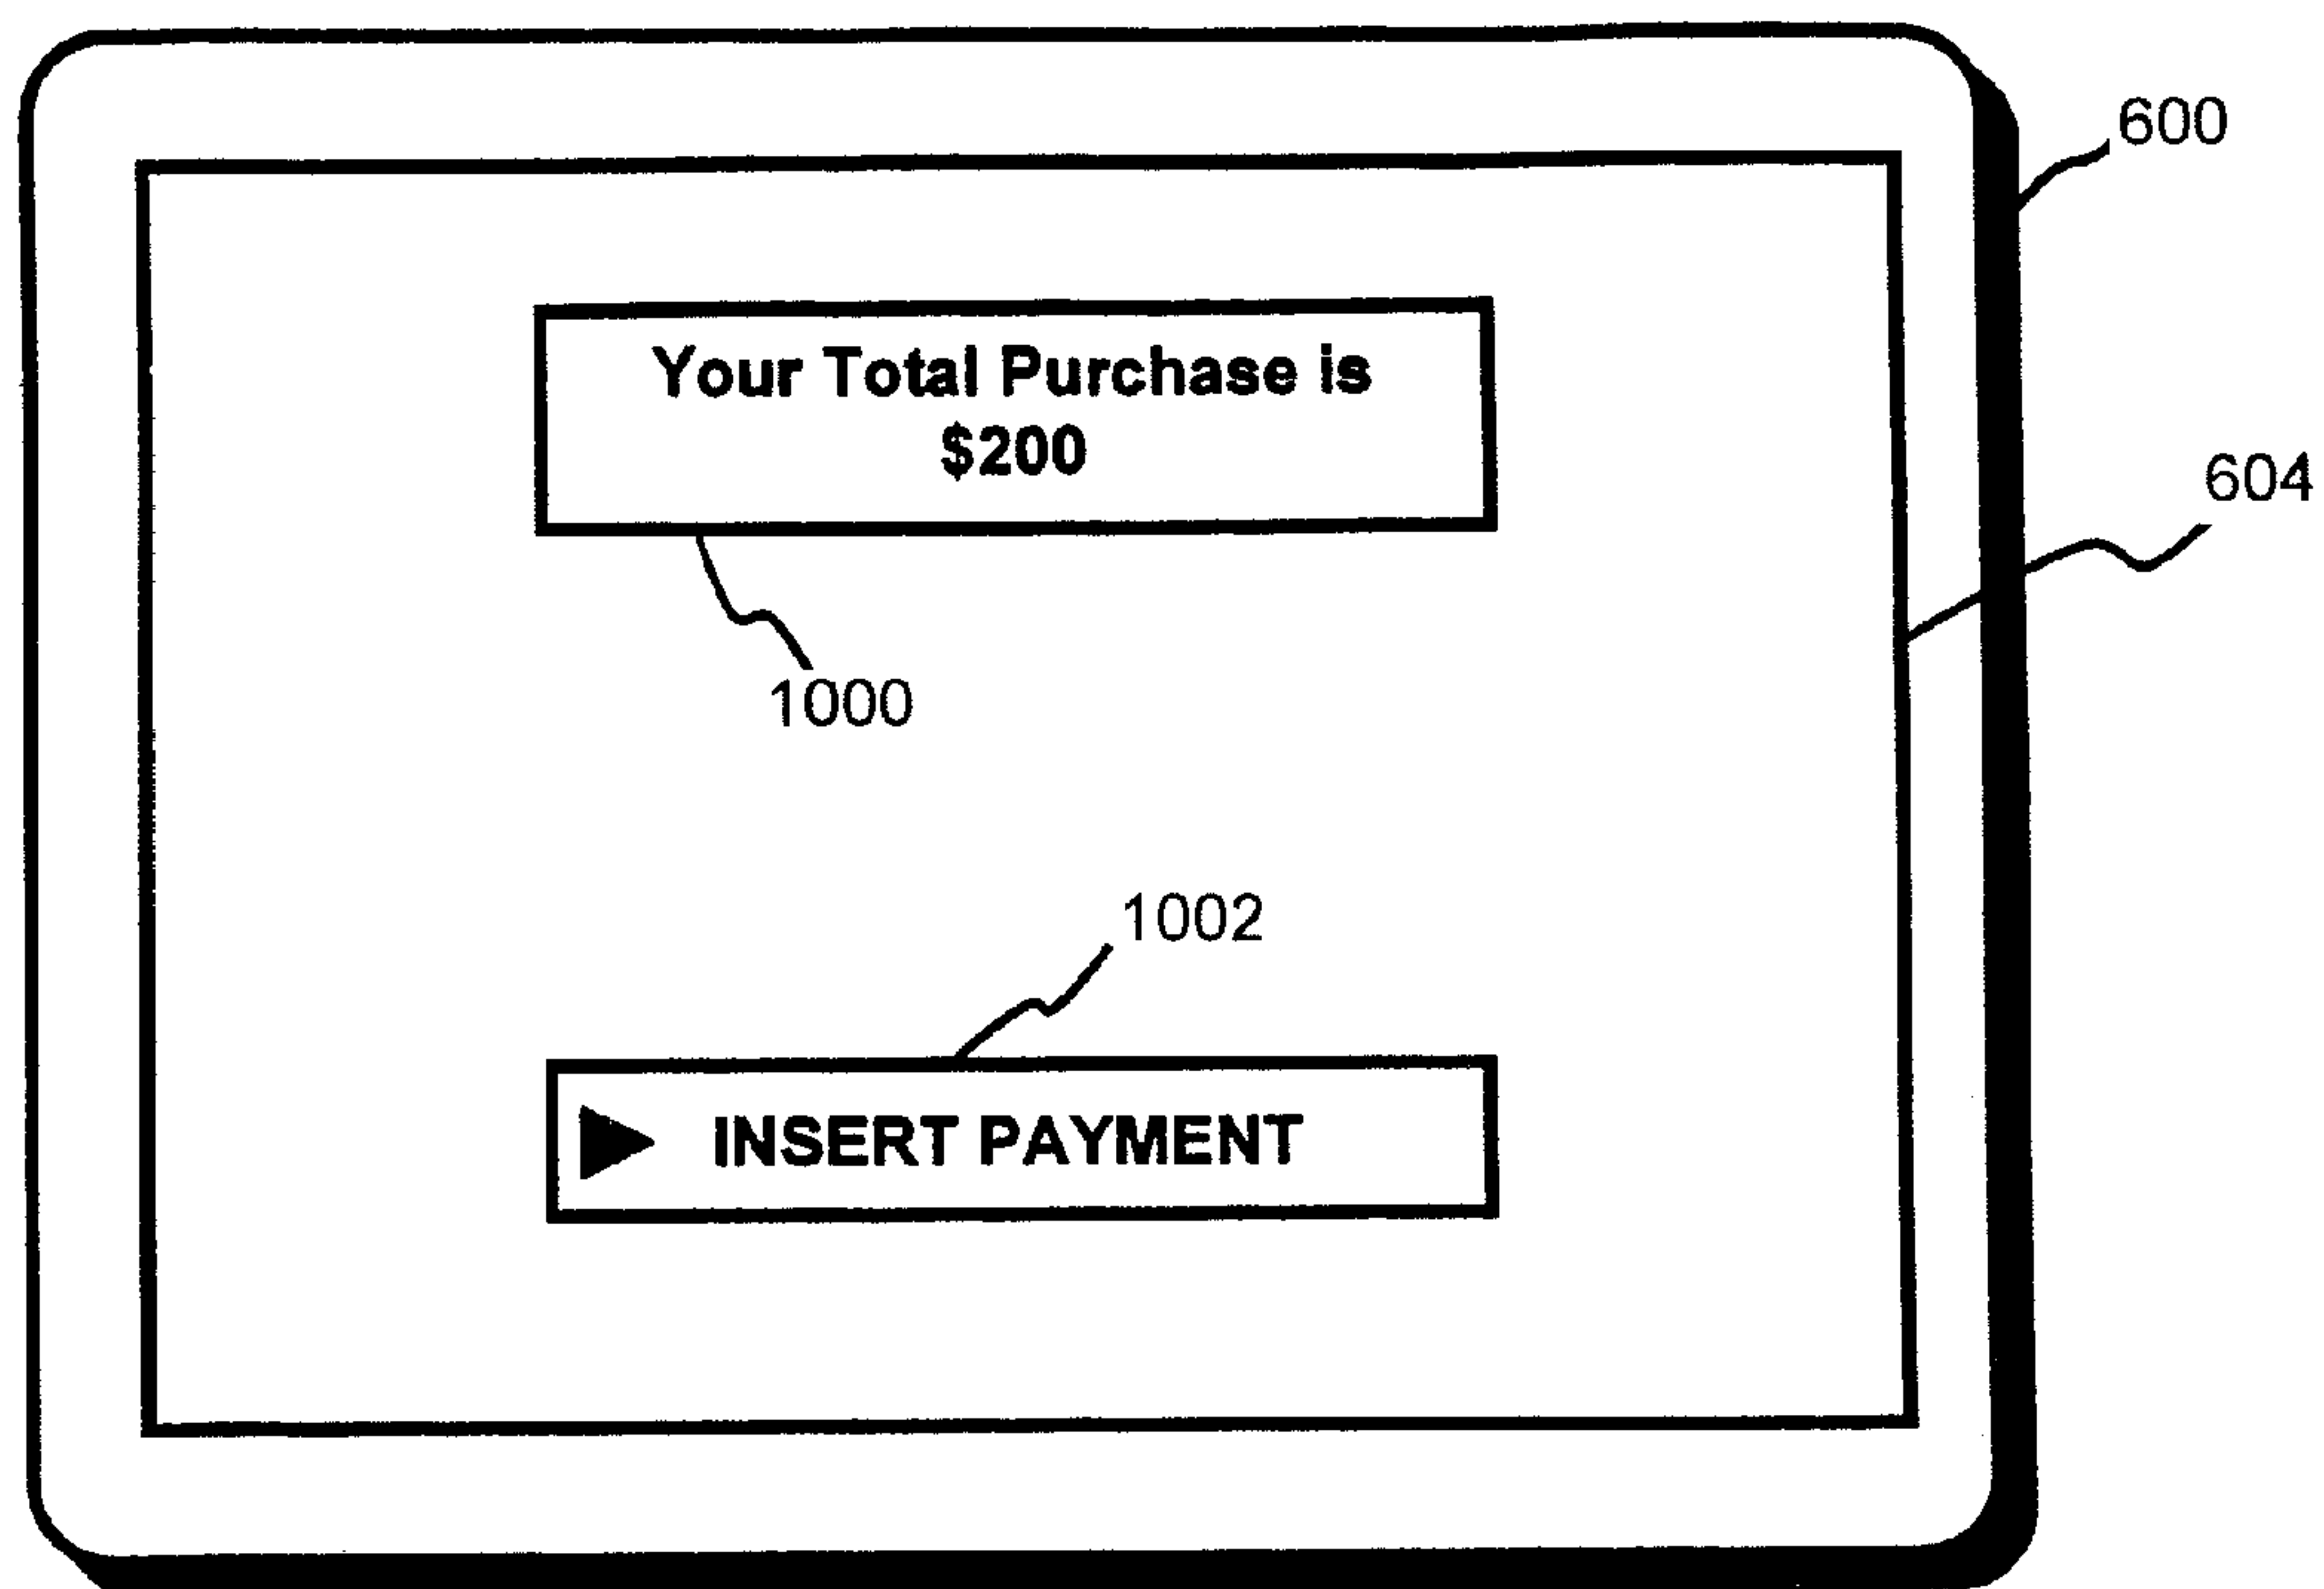 600
Your Total Purchase is
$200
604
1000
1002
INSERT PAYMENT